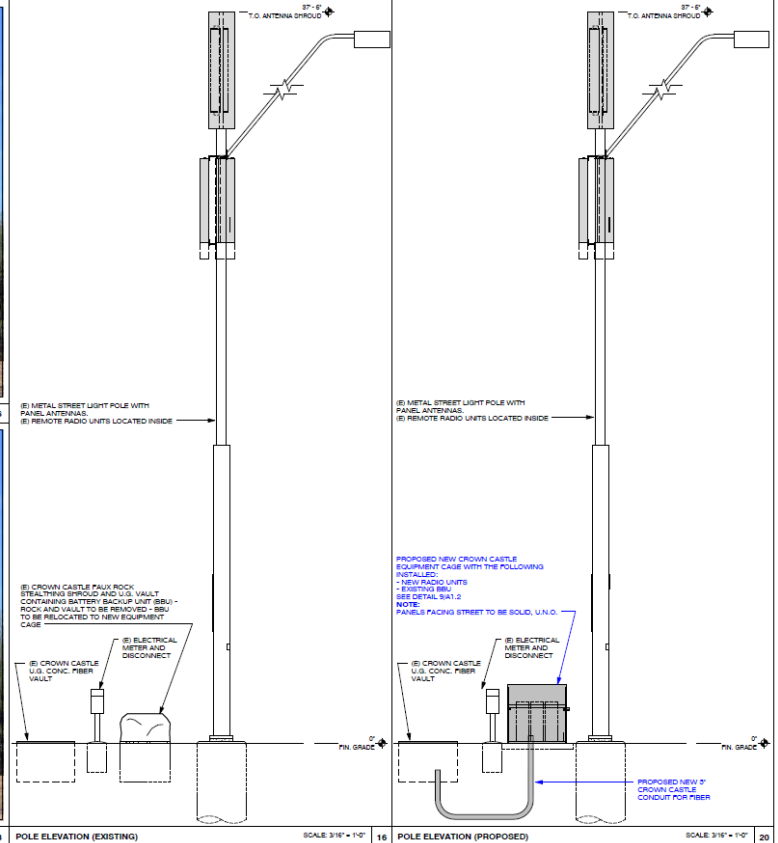 37' - 6"
T.O. ANTENNA SHROUD
(E) METAL STREET LIGHT POLE WITH
PANEL ANTENNAS.
(E) REMOTE RADIO UNITS LOCATED INSIDE
(E) CROWN CASTLE FAUX ROCK
STEALTHING SHROUD AND U.G. VAULT
CONTAINING BATTERY BACKUP UNIT (BBU) -
ROCK AND VAULT TO BE REMOVED - BBU
TO BE RELOCATED TO NEW EQUIPMENT
CAGE
(E) ELECTRICAL
METER AND
DISCONNECT
(E) CROWN CASTLE
U.G. CONC. FIBER
VAULT
0"
FIN. GRADE
POLE ELEVATION (EXISTING)
SCALE: 3/16" = 1'-0"
16
37' - 6"
T.O. ANTENNA SHROUD
(E) METAL STREET LIGHT POLE WITH
PANEL ANTENNAS.
(E) REMOTE RADIO UNITS LOCATED INSIDE
PROPOSED NEW CROWN CASTLE
EQUIPMENT CAGE WITH THE FOLLOWING
INSTALLED:
- NEW RADIO UNITS
- EXISTING BBU
SEE DETAIL 9/A1.2
NOTE:
PANELS FACING STREET TO BE SOLID, U.N.O.
(E) ELECTRICAL
METER AND
DISCONNECT
(E) CROWN CASTLE
U.G. CONC. FIBER
VAULT
0"
FIN. GRADE
PROPOSED NEW 3"
CROWN CASTLE
CONDUIT FOR FIBER
POLE ELEVATION (PROPOSED)
SCALE: 3/16" = 1'-0"
20